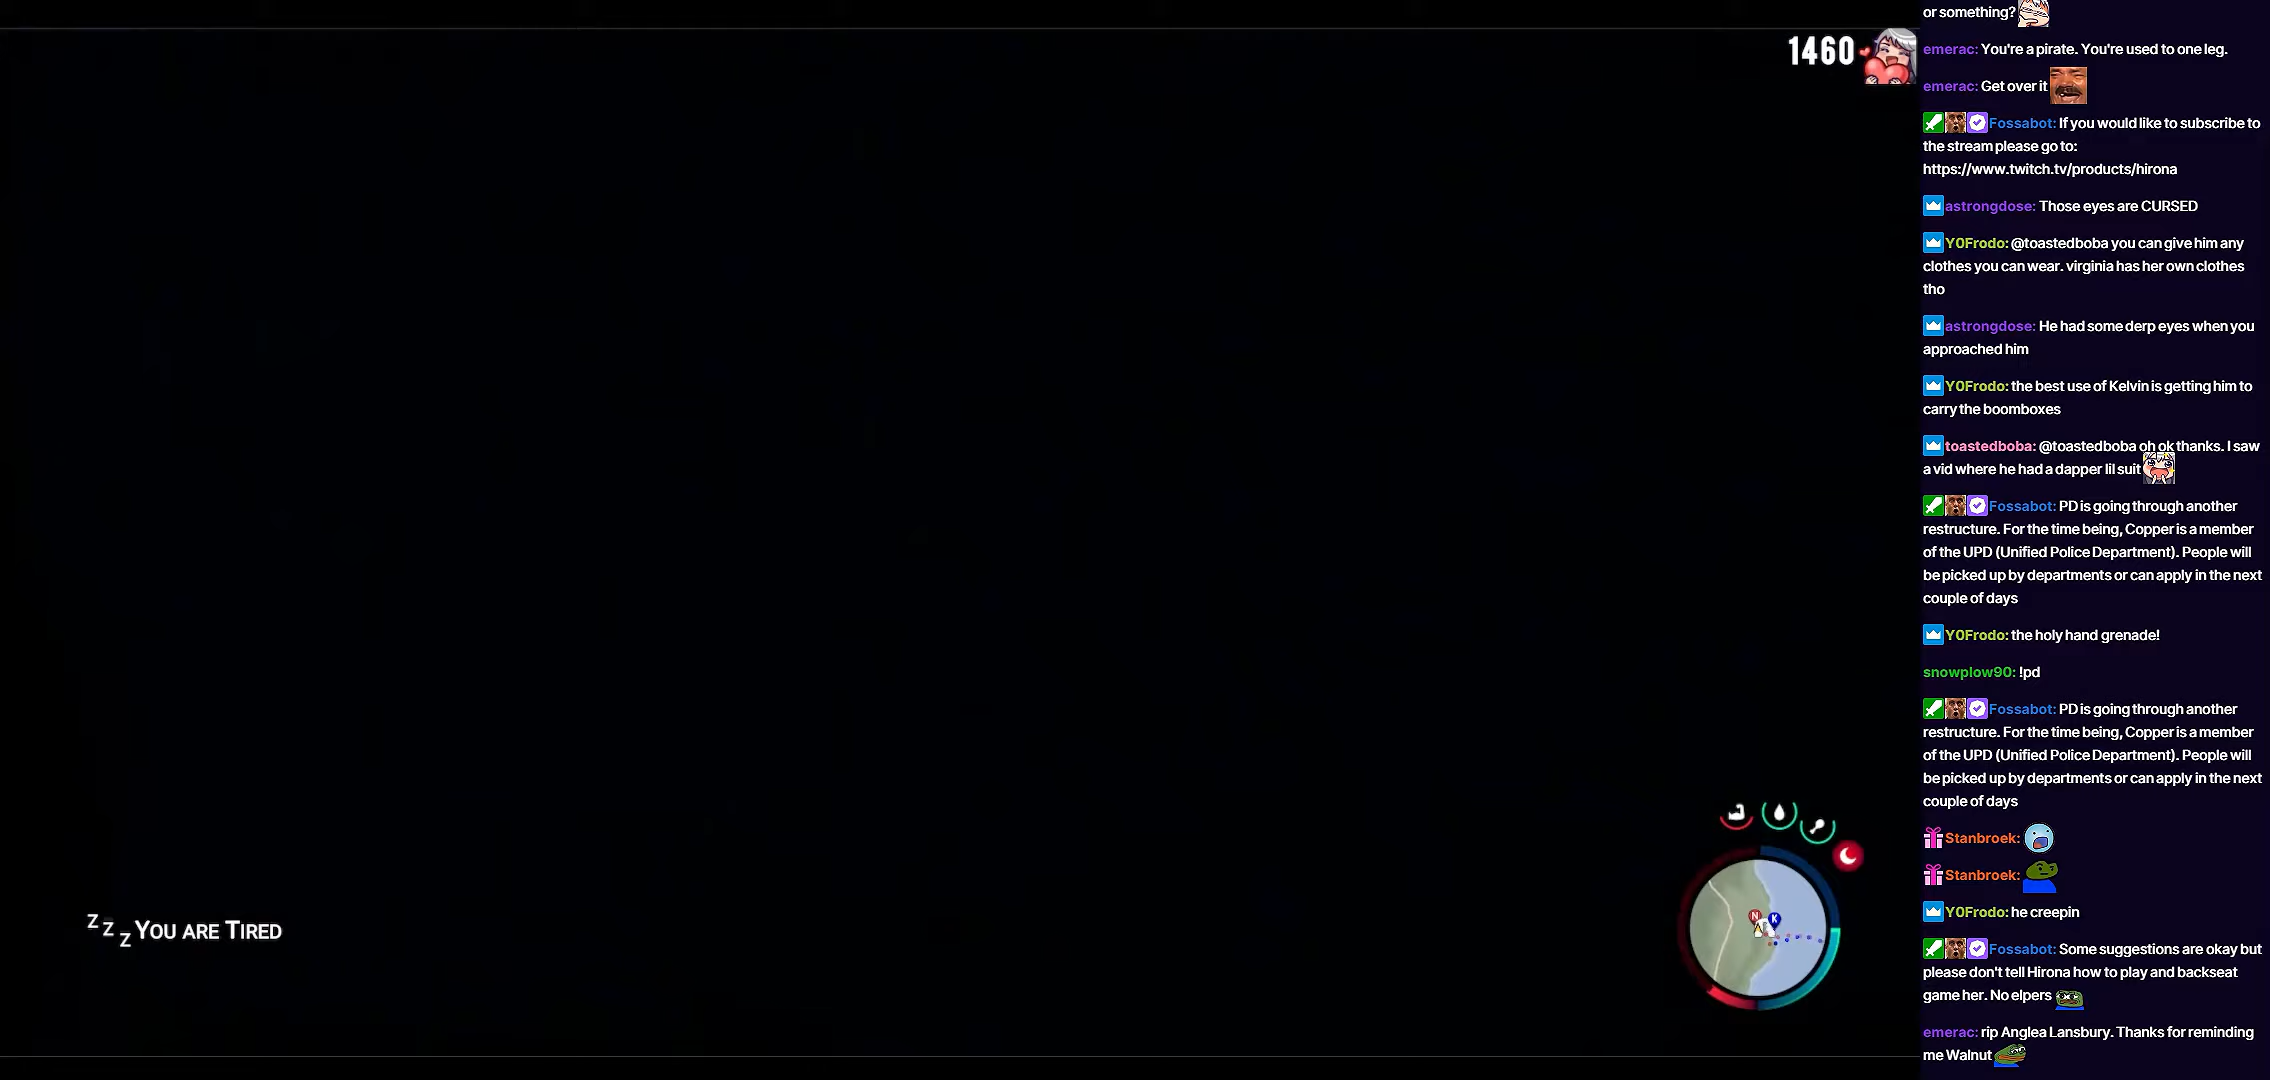 1460
zzz YOU ARE TIRED
N
K
or something?
emerac: You're a pirate. You're used to one leg.
emerac: Get over it
Fossabot: If you would like to subscribe to
the stream please go to:
https://www.twitch.tv/products/hirona
astrongdose: Those eyes are CURSED
Y0Frodo: @toastedboba you can give him any
clothes you can wear. virginia has her own clothes
tho
astrongdose: He had some derp eyes when you
approached him
Y0Frodo: the best use of Kelvin is getting him to
carry the boomboxes
toastedboba: @toastedboba oh ok thanks. I saw
a vid where he had a dapper lil suit
Fossabot: PD is going through another
restructure. For the time being, Copper is a member
of the UPD (Unified Police Department). People will
be picked up by departments or can apply in the next
couple of days
Y0Frodo: the holy hand grenade!
snowplow90: !pd
Fossabot: PD is going through another
restructure. For the time being, Copper is a member
of the UPD (Unified Police Department). People will
be picked up by departments or can apply in the next
couple of days
Stanbroek:
Stanbroek:
Y0Frodo: he creepin
Fossabot: Some suggestions are okay but
please don't tell Hirona how to play and backseat
game her. No elpers
emerac: rip Anglea Lansbury. Thanks for reminding
me Walnut